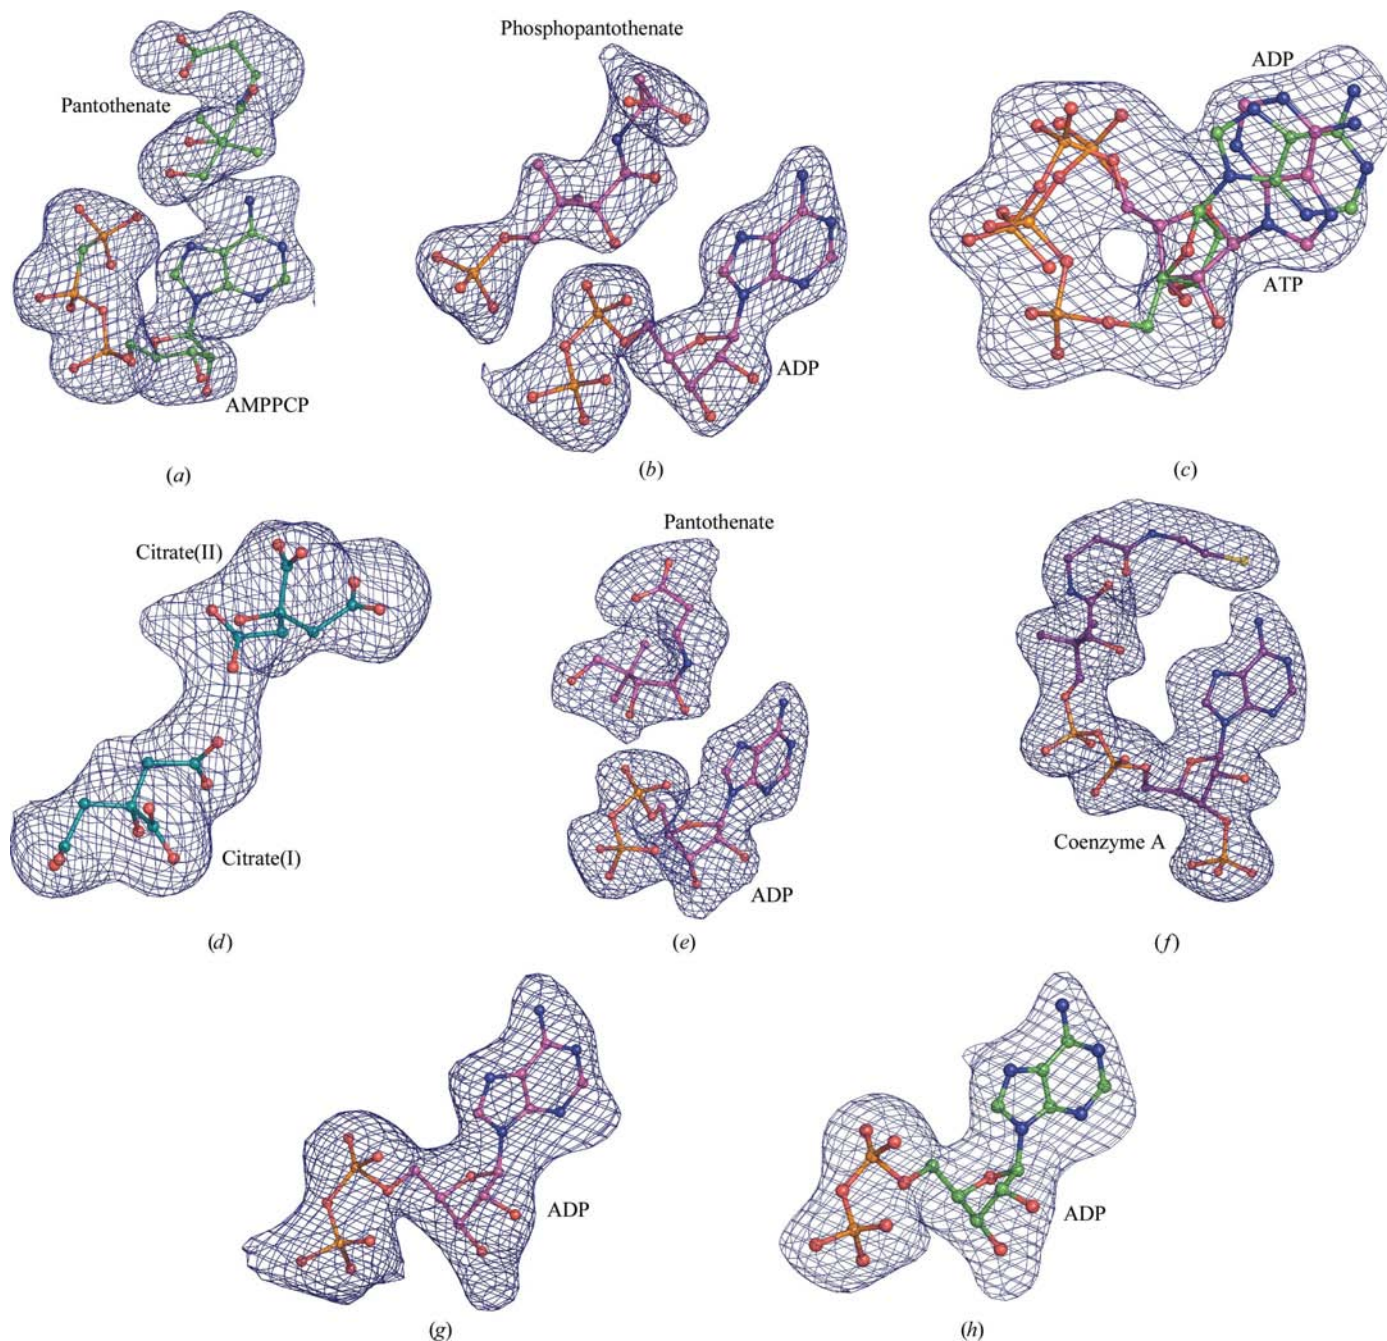 Pantothenate
AMPPCP
(a)
Phosphopantothenate
ADP
(b)
ADP
ATP
(c)
Citrate(II)
Citrate(I)
(d)
Pantothenate
ADP
(e)
Coenzyme A
(f)
ADP
(g)
ADP
(h)